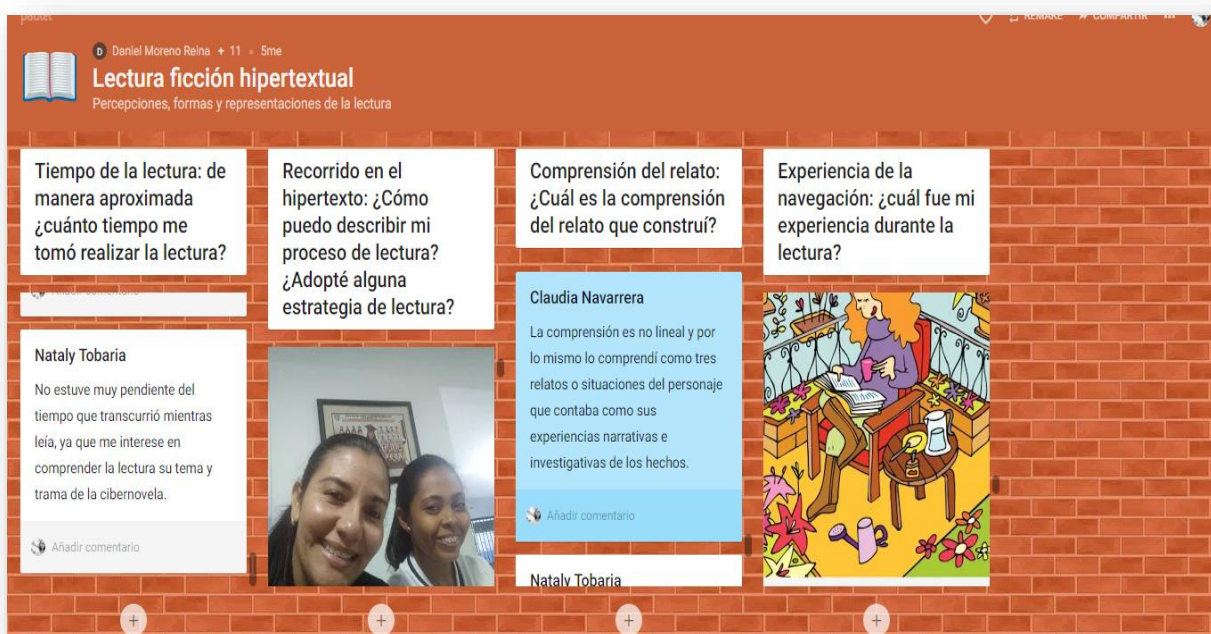 padlet
REMAKE
COMPARTIR
D Daniel Moreno Reina + 11 • 5me
Lectura ficción hipertextual
Percepciones, formas y representaciones de la lectura
Tiempo de la lectura: de
manera aproximada
¿cuánto tiempo me
tomó realizar la lectura?
Añadir comentario
Nataly Tobaria
No estuve muy pendiente del
tiempo que transcurrió mientras
leía, ya que me interese en
comprender la lectura su tema y
trama de la cibernovela.
Añadir comentario
Recorrido en el
hipertexto: ¿Cómo
puedo describir mi
proceso de lectura?
¿Adopté alguna
estrategia de lectura?
Comprensión del relato:
¿Cuál es la comprensión
del relato que construí?
Claudia Navarrera
La comprensión es no lineal y por
lo mismo lo comprendí como tres
relatos o situaciones del personaje
que contaba como sus
experiencias narrativas e
investigativas de los hechos.
Añadir comentario
Nataly Tobaria
Experiencia de la
navegación: ¿cuál fue mi
experiencia durante la
lectura?